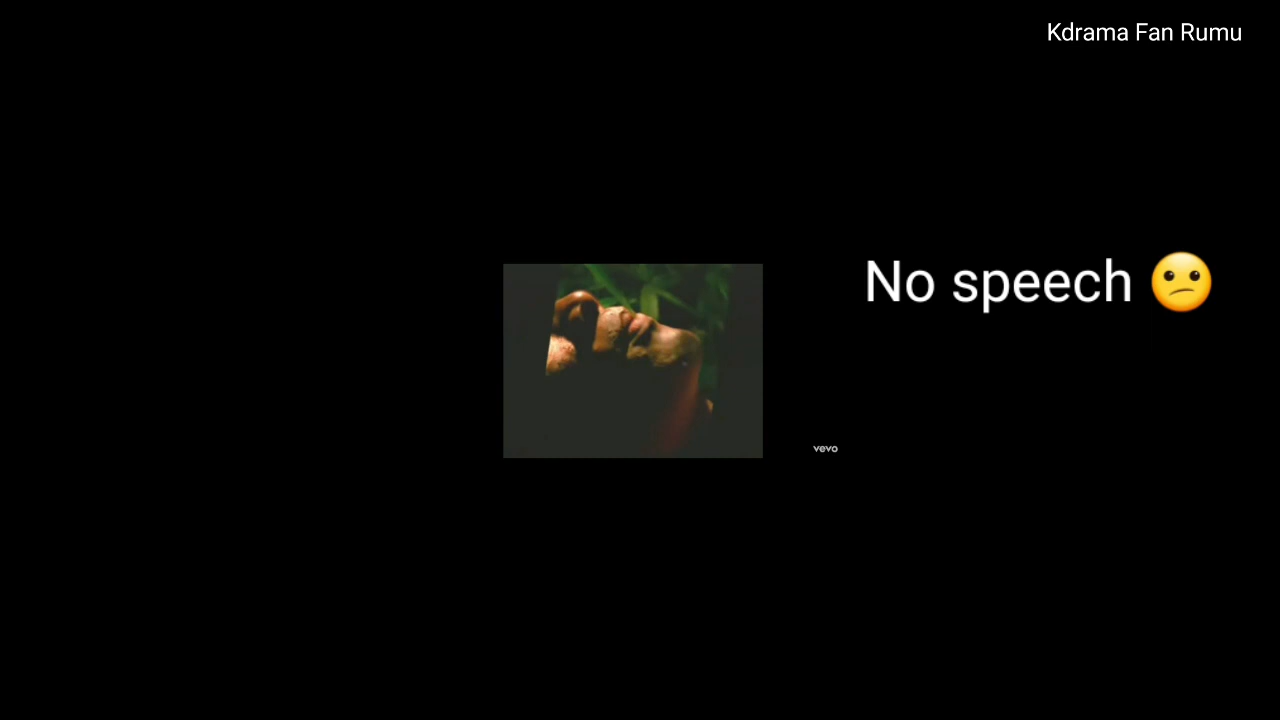 Kdrama Fan Rumu
No speech 😕
vevo